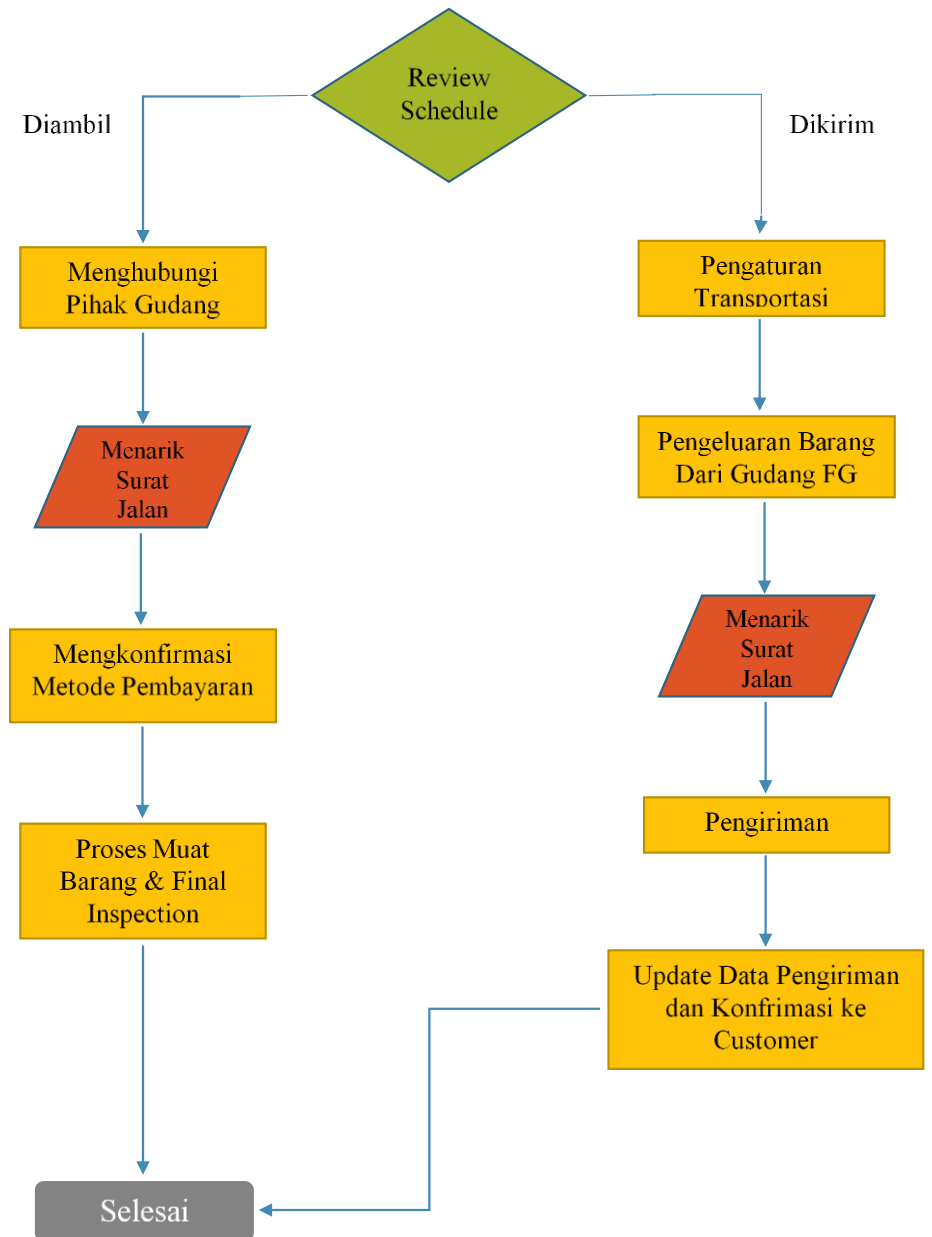 Review
Schedule
Diambil
Dikirim
Menghubungi
Pihak Gudang
Menarik
Surat
Jalan
Mengkonfirmasi
Metode Pembayaran
Proses Muat
Barang & Final
Inspection
Pengaturan
Transportasi
Pengeluaran Barang
Dari Gudang FG
Menarik
Surat
Jalan
Pengiriman
Update Data Pengiriman
dan Konfrimasi ke
Customer
Selesai